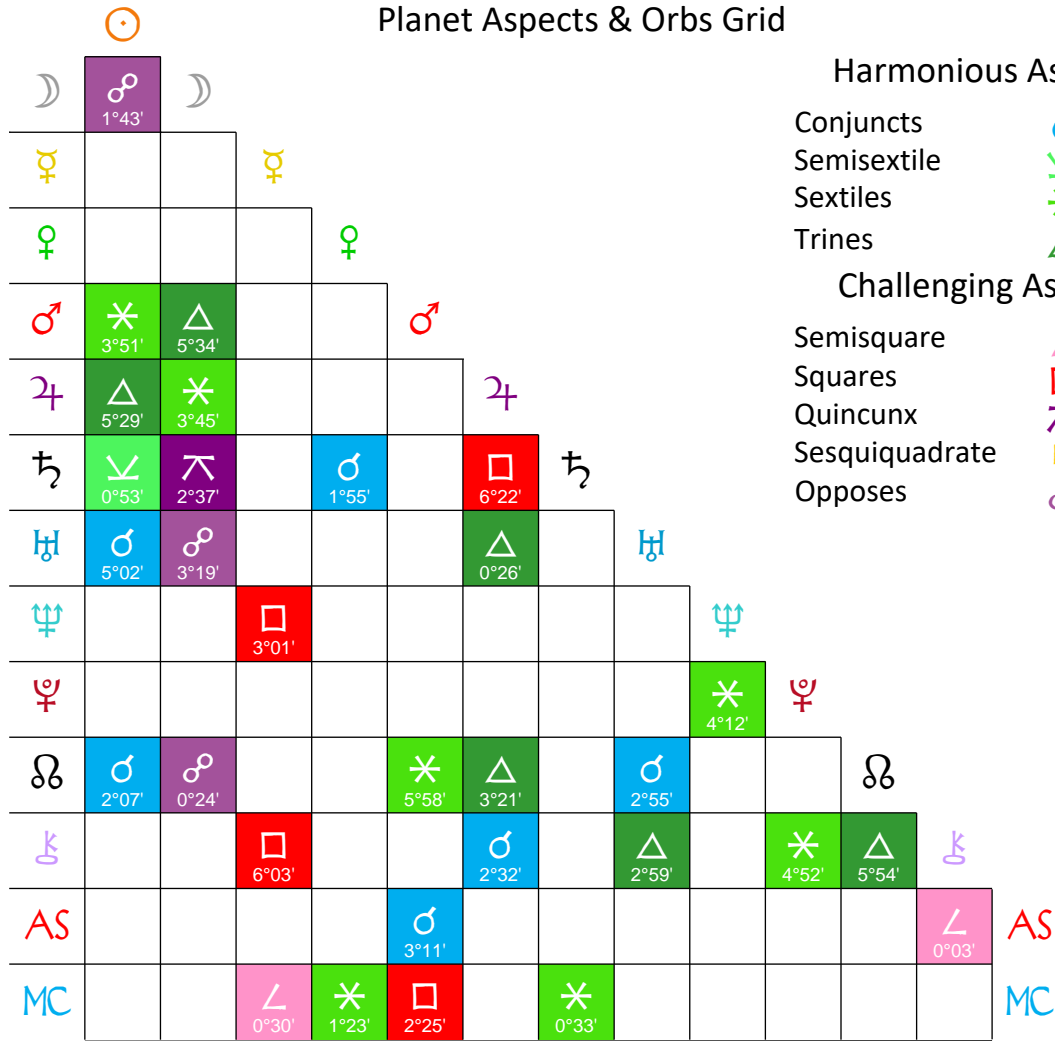 Planet Aspects & Orbs Grid
Harmonious As
Conjuncts
Semisextile
Sextiles
Trines
Challenging As
Semisquare
Squares
Quincunx
Sesquiquadrate
Opposes
☉
☽ ☍ 1°43' ☽
☿ ☿
♀ ♀
♂ ⚹ 3°51' △ 5°34' ♂
♃ △ 5°29' ⚹ 3°45' ♃
♄ ⚺ 0°53' ⚻ 2°37' ☌ 1°55' □ 6°22' ♄
♅ ☌ 5°02' ☍ 3°19' △ 0°26' ♅
♆ □ 3°01' ♆
⯓ ⚹ 4°12' ⯓
☊ ☌ 2°07' ☍ 0°24' ⚹ 5°58' △ 3°21' ☌ 2°55' ☊
⚷ □ 6°03' ☌ 2°32' △ 2°59' ⚹ 4°52' △ 5°54' ⚷
AS ☌ 3°11' ∠ 0°03' AS
MC ∠ 0°30' ⚹ 1°23' □ 2°25' ⚹ 0°33' MC